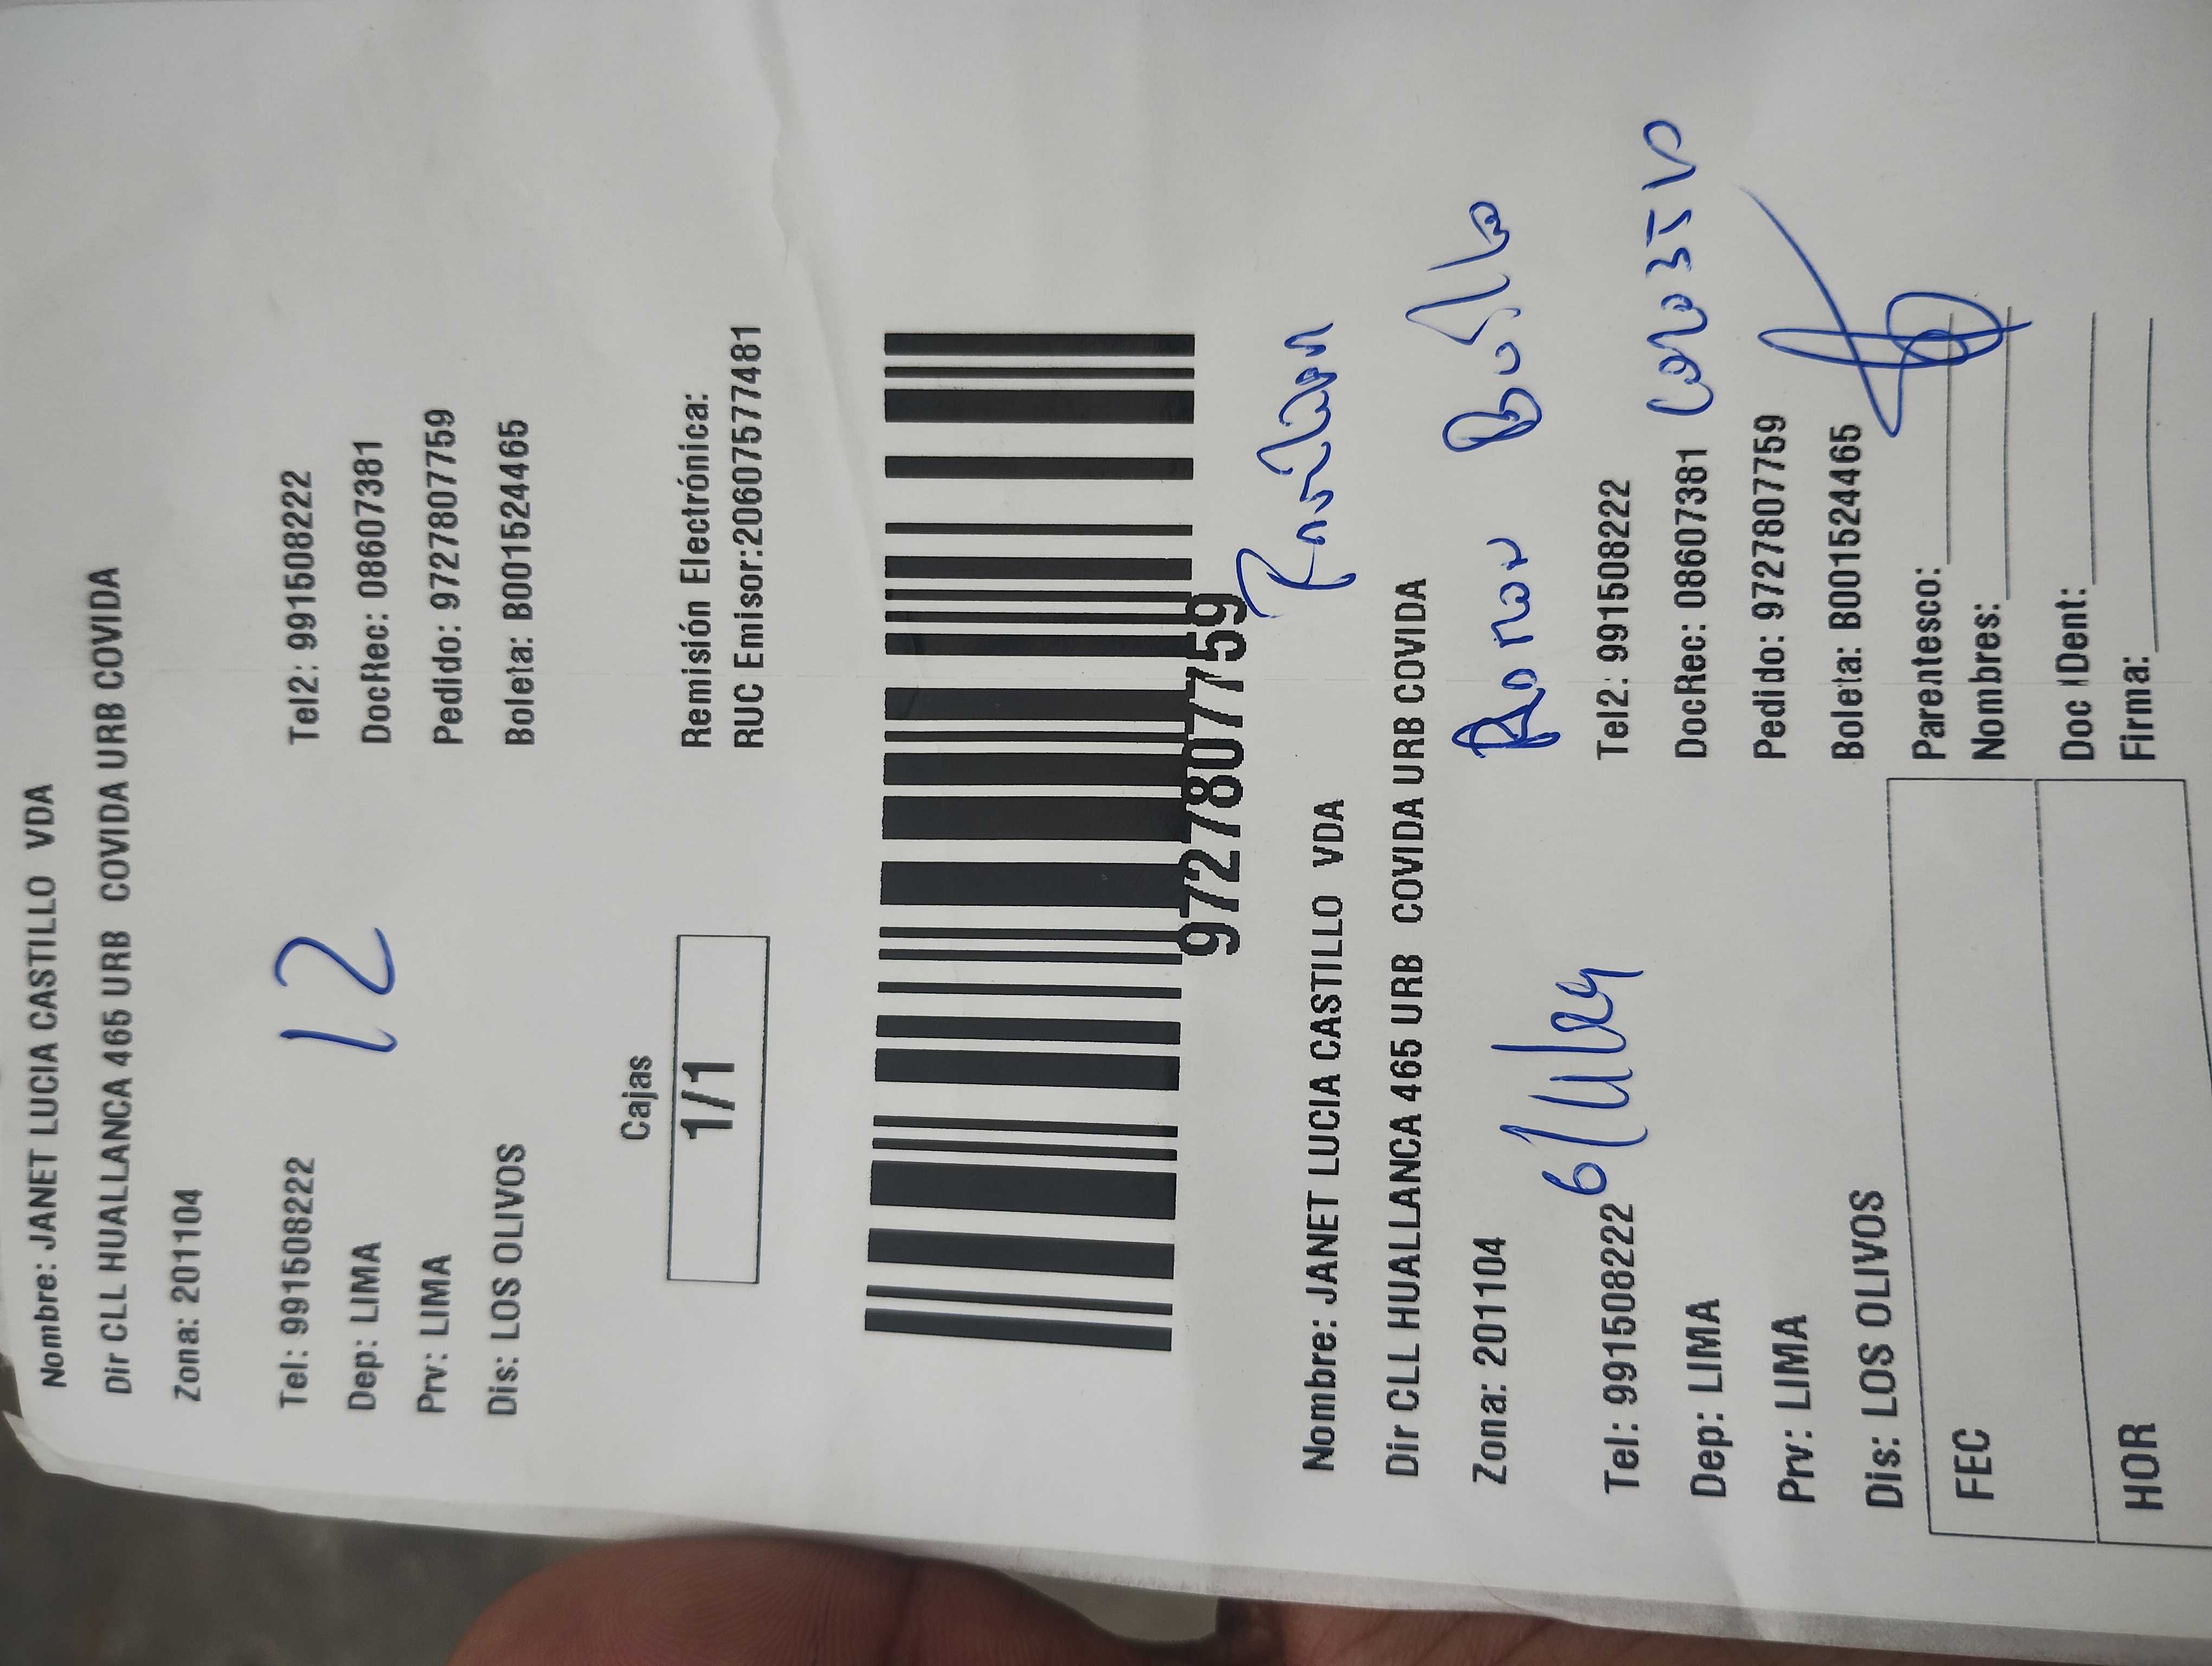 Nombre: JANET LUCIA CASTILLO VDA
Dir CLL HUALLANCA 465 URB COVIDA URB COVIDA
Zona: 201104
Tel: 991508222 Tel2: 991508222
Dep: LIMA 12 DocRec: 08607381
Prv: LIMA Pedido: 97278077​59
Dis: LOS OLIVOS Boleta: B001524465
Cajas
1/1
Remisión Electrónica:
RUC Emisor:20607577481
9727807759
Nombre: JANET LUCIA CASTILLO VDA
Dir CLL HUALLANCA 465 URB COVIDA URB COVIDA
Zona: 201104
Tel: 991508222 Tel2: 991508222
Dep: LIMA DocRec: 08607381
Prv: LIMA Pedido: 9727807759
Dis: LOS OLIVOS Boleta: B001524465
FEC
HOR
Parentesco:
Nombres:
Doc IDent:
Firma: